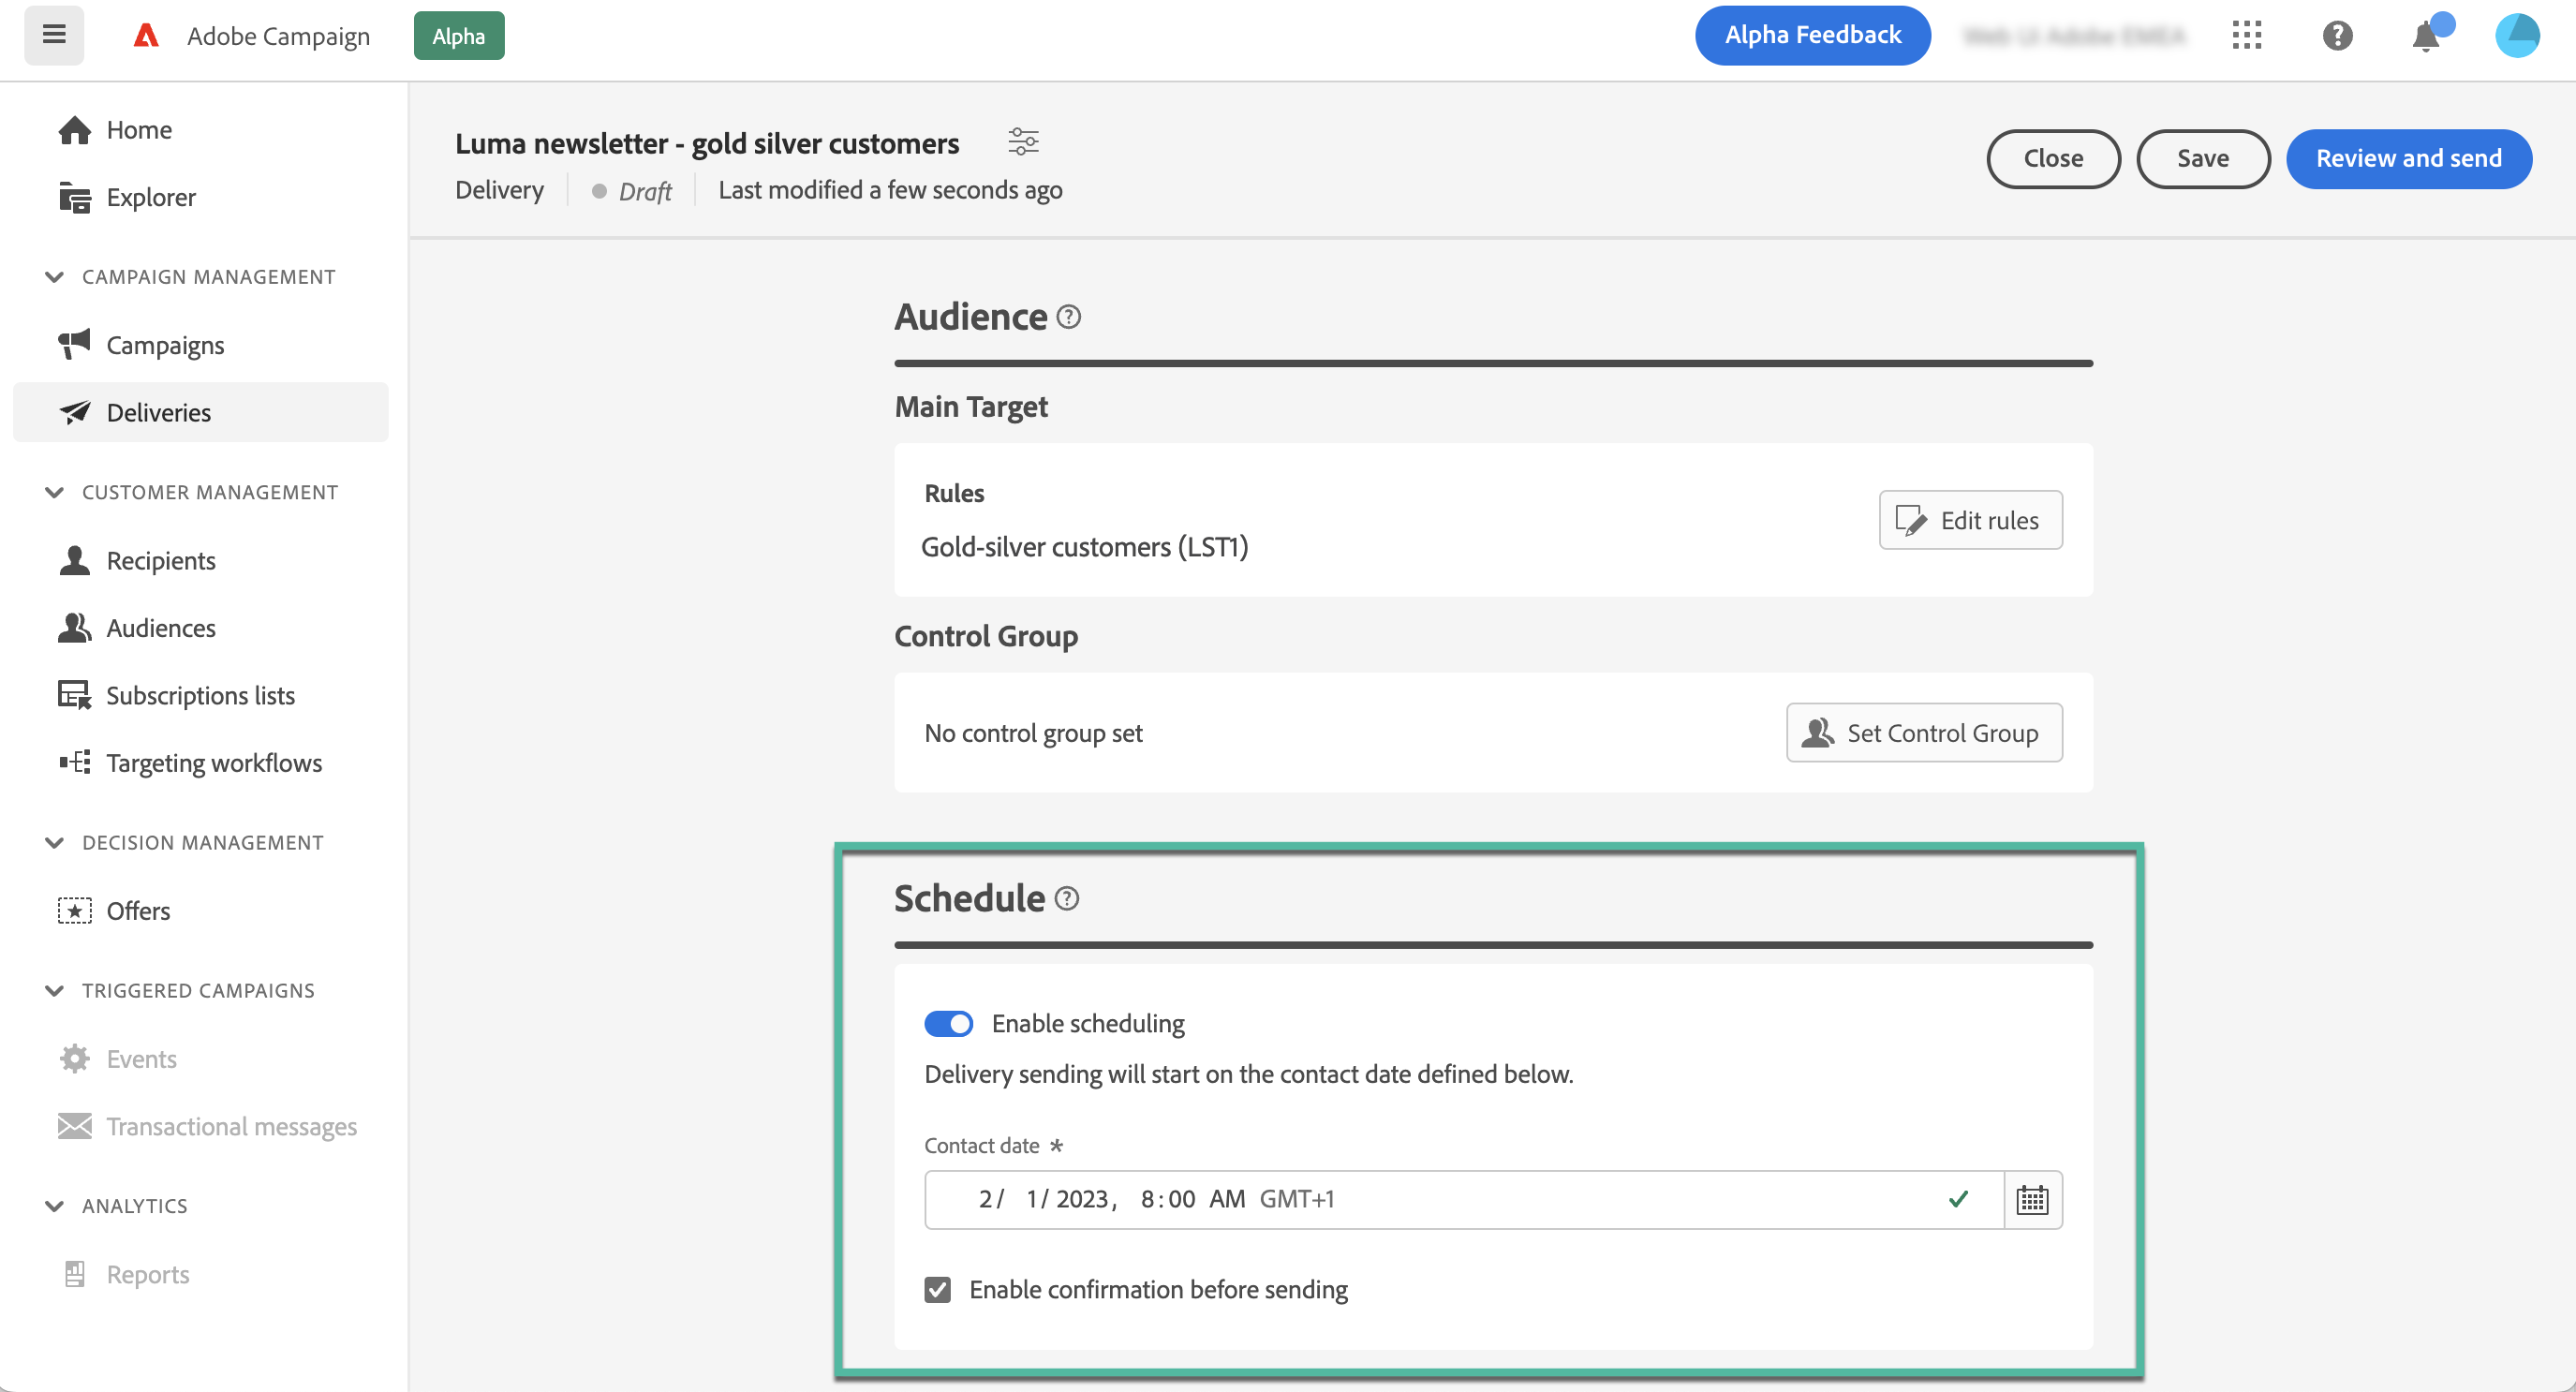 Adobe Campaign
Alpha
Alpha Feedback
Home
Explorer
CAMPAIGN MANAGEMENT
Campaigns
Deliveries
CUSTOMER MANAGEMENT
Recipients
Audiences
Subscriptions lists
Targeting workflows
DECISION MANAGEMENT
Offers
TRIGGERED CAMPAIGNS
Events
Transactional messages
ANALYTICS
Reports
Luma newsletter - gold silver customers
Delivery Draft Last modified a few seconds ago
Close Save Review and send
Audience
Main Target
Rules
Gold-silver customers (LST1)
Edit rules
Control Group
No control group set
Set Control Group
Schedule
Enable scheduling
Delivery sending will start on the contact date defined below.
Contact date *
2/ 1/ 2023, 8:00 AM GMT+1
Enable confirmation before sending